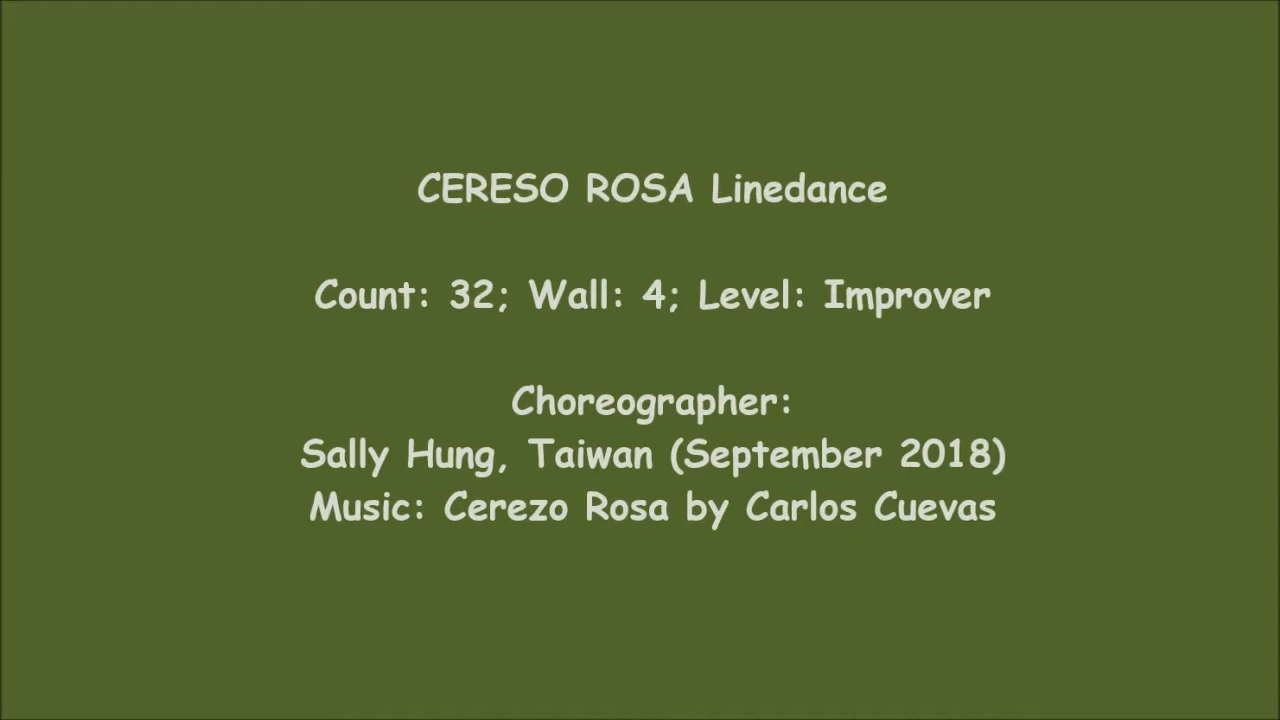 CERESO ROSA Linedance
Count: 32; Wall: 4; Level: Improver
Choreographer:
Sally Hung, Taiwan (September 2018)
Music: Cerezo Rosa by Carlos Cuevas